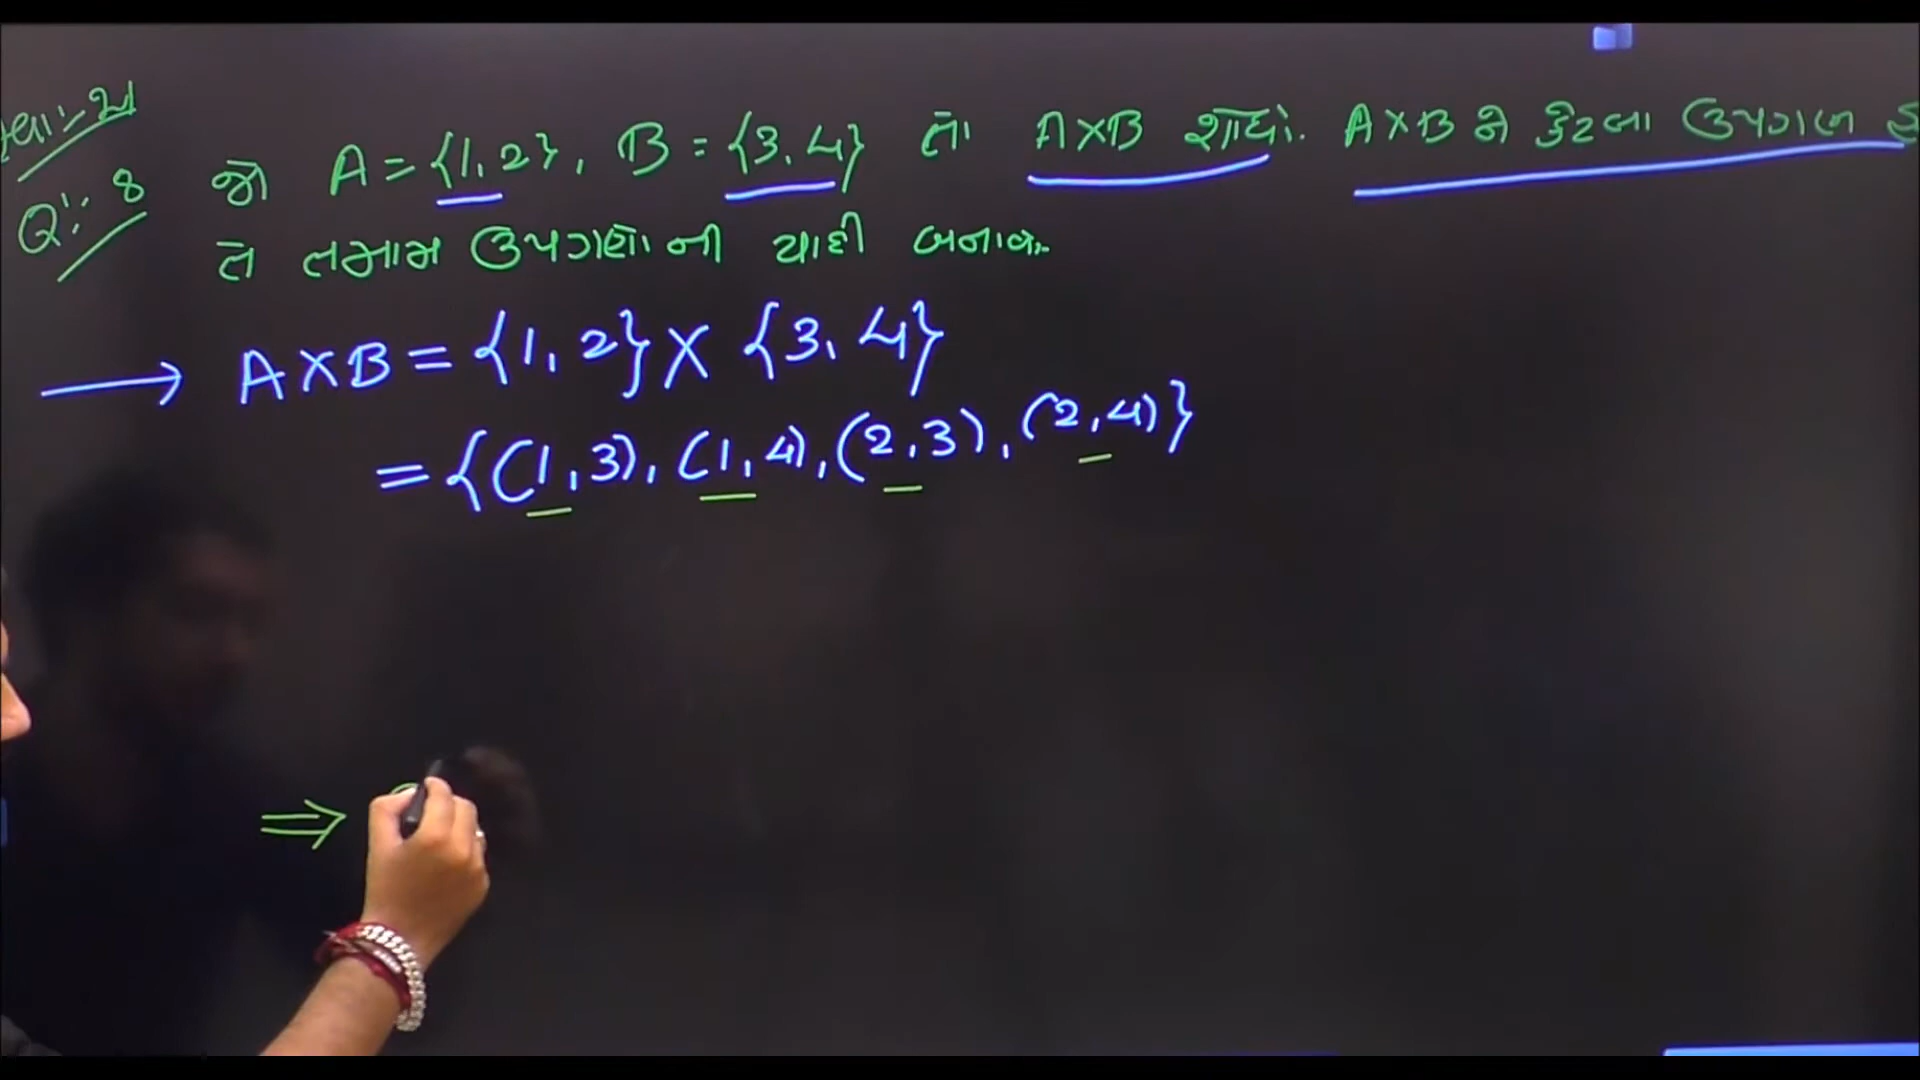 Q:- 8 જો A = {1, 2}, B = {3, 4} તો A×B શોધો. A×B ને કેટલા ઉપગણ
તે તમામ ઉપગણોની યાદી બનાવો.
→ A×B = {1, 2} × {3, 4}
= {(1, 3), (1, 4), (2, 3), (2, 4)}
⇒